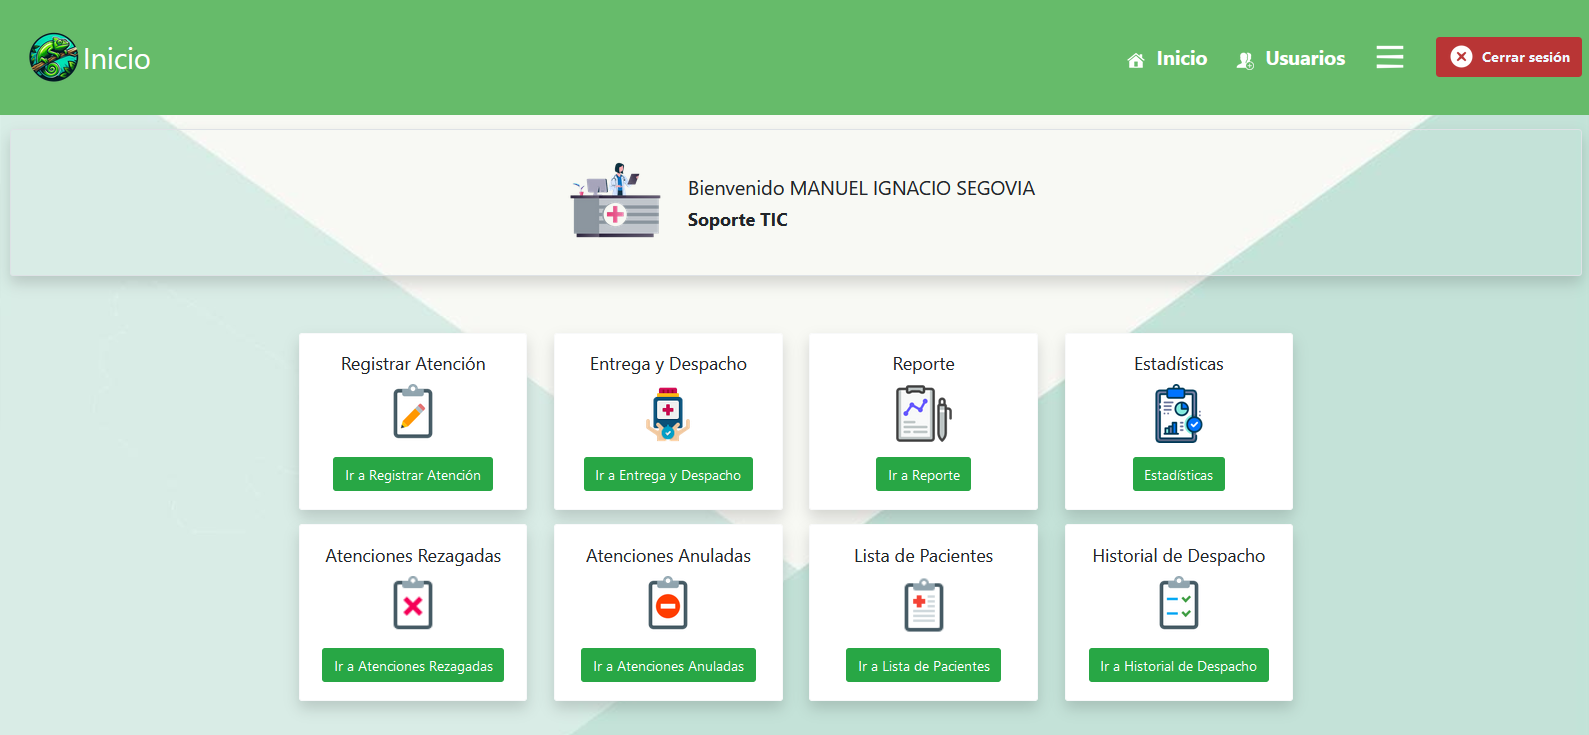 Inicio
Inicio
Usuarios
Cerrar sesión
Bienvenido MANUEL IGNACIO SEGOVIA
Soporte TIC
Registrar Atención
Ir a Registrar Atención
Entrega y Despacho
Ir a Entrega y Despacho
Reporte
Ir a Reporte
Estadísticas
Estadísticas
Atenciones Rezagadas
Ir a Atenciones Rezagadas
Atenciones Anuladas
Ir a Atenciones Anuladas
Lista de Pacientes
Ir a Lista de Pacientes
Historial de Despacho
Ir a Historial de Despacho